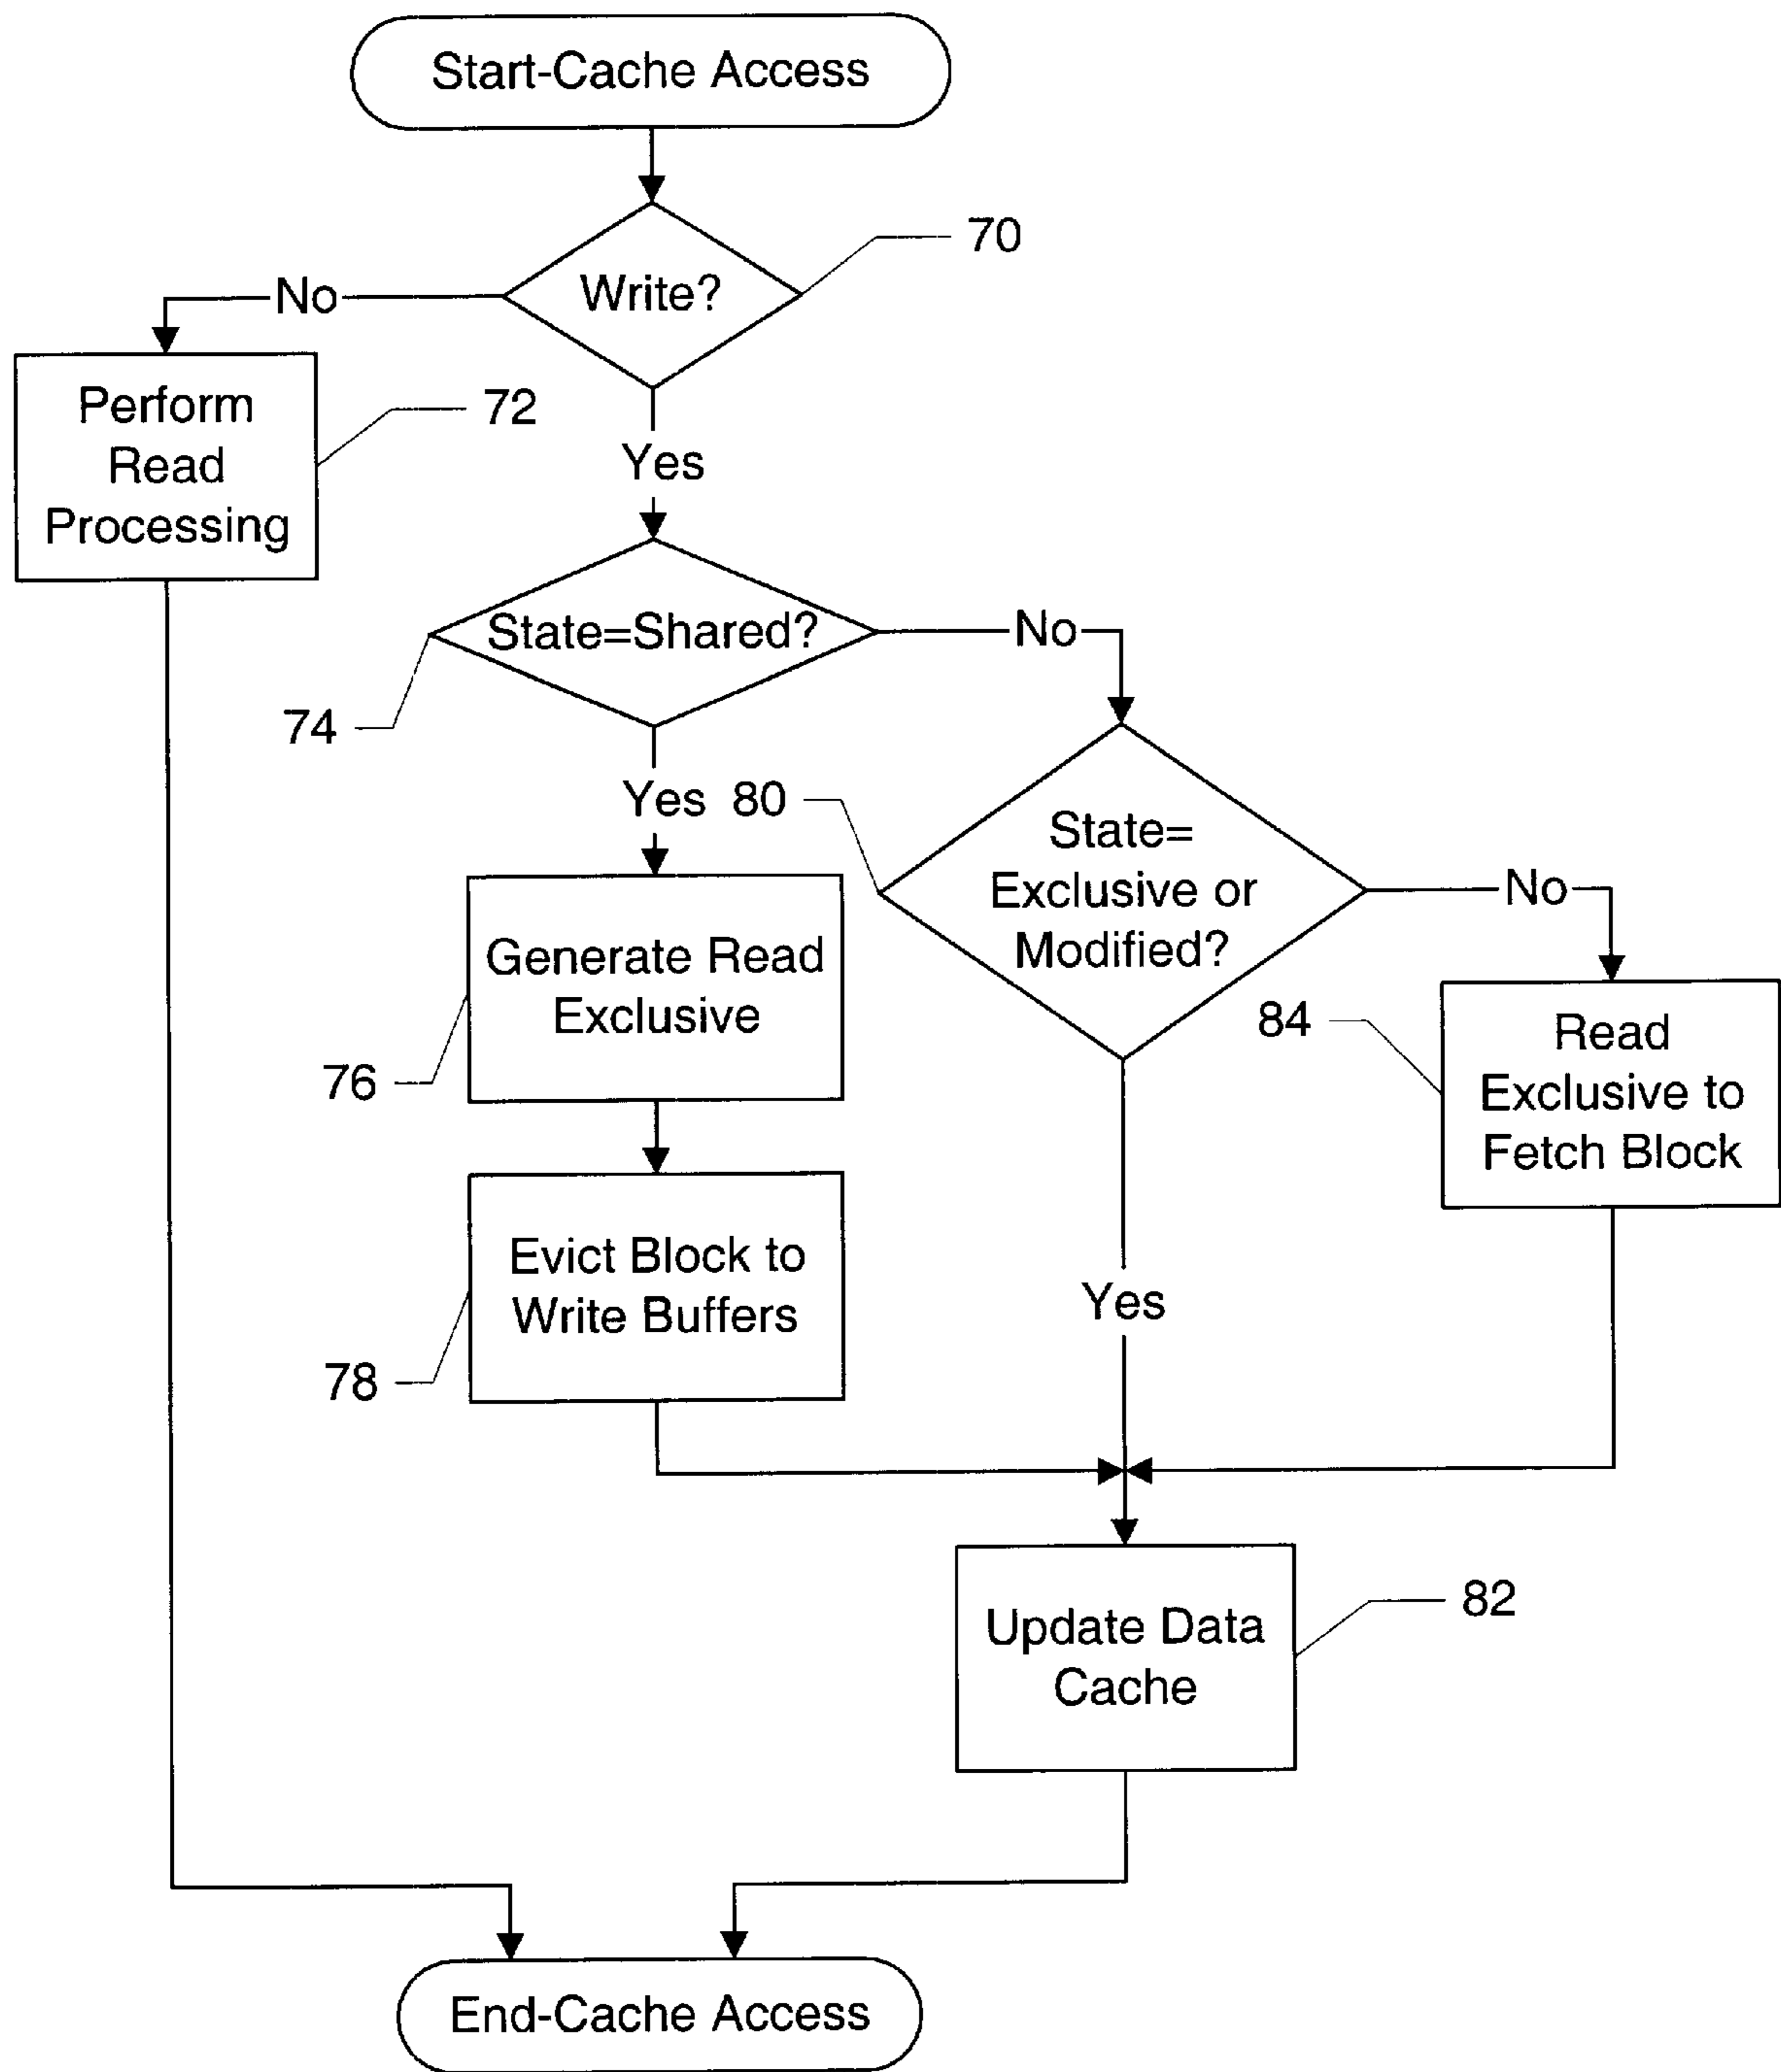 Start-Cache Access
70
Write?
No
Perform
Read
Processing
72
Yes
State=Shared?
No
74
Yes
80
State=
Exclusive or
Modified?
No
Generate Read
Exclusive
76
84
Read
Exclusive to
Fetch Block
Evict Block to
Write Buffers
78
Yes
82
Update Data
Cache
End-Cache Access